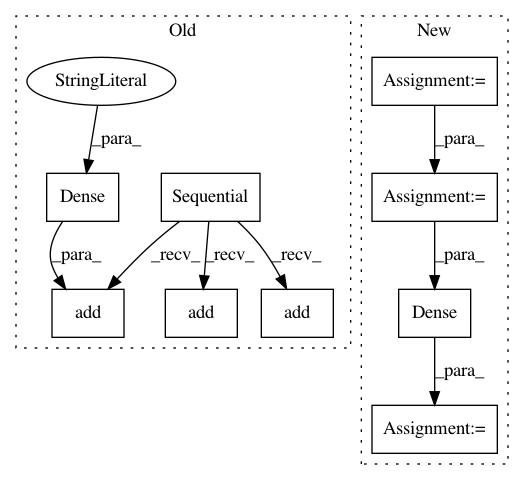 Old
New
StringLiteral
Assignment:=
_para_
_para_
Dense
Sequential
Assignment:=
_para_
_recv_
_recv_
_recv_
_para_
add
add
add
Dense
_para_
Assignment:=